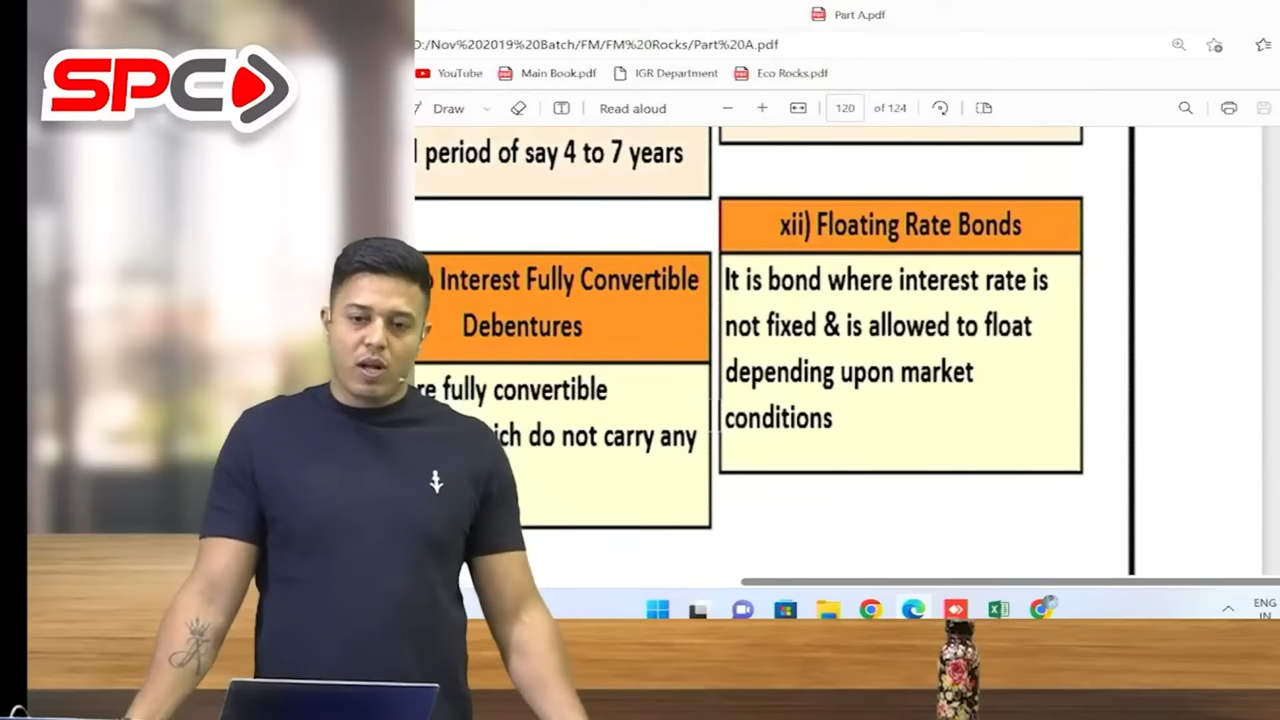 SPC
Part A.pdf
D:/Nov%202019%20Batch/FM/FM%20Rocks/Part%20A.pdf
YouTube
Main Book.pdf
IGR Department
Eco Rocks.pdf
Draw
Read aloud
120
of 124
period of say 4 to 7 years
Interest Fully Convertible
Debentures
fully convertible
do not carry any
xii) Floating Rate Bonds
It is bond where interest rate is
not fixed & is allowed to float
depending upon market
conditions
ENG
IN